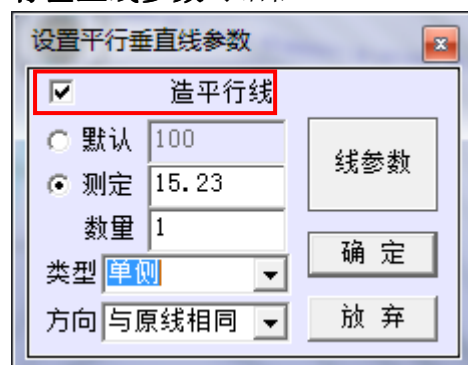 设置平行垂直线参数
造平行线
默认 100
测定 15.23
数量 1
类型 单侧
方向 与原线相同
线参数
确 定
放 弃